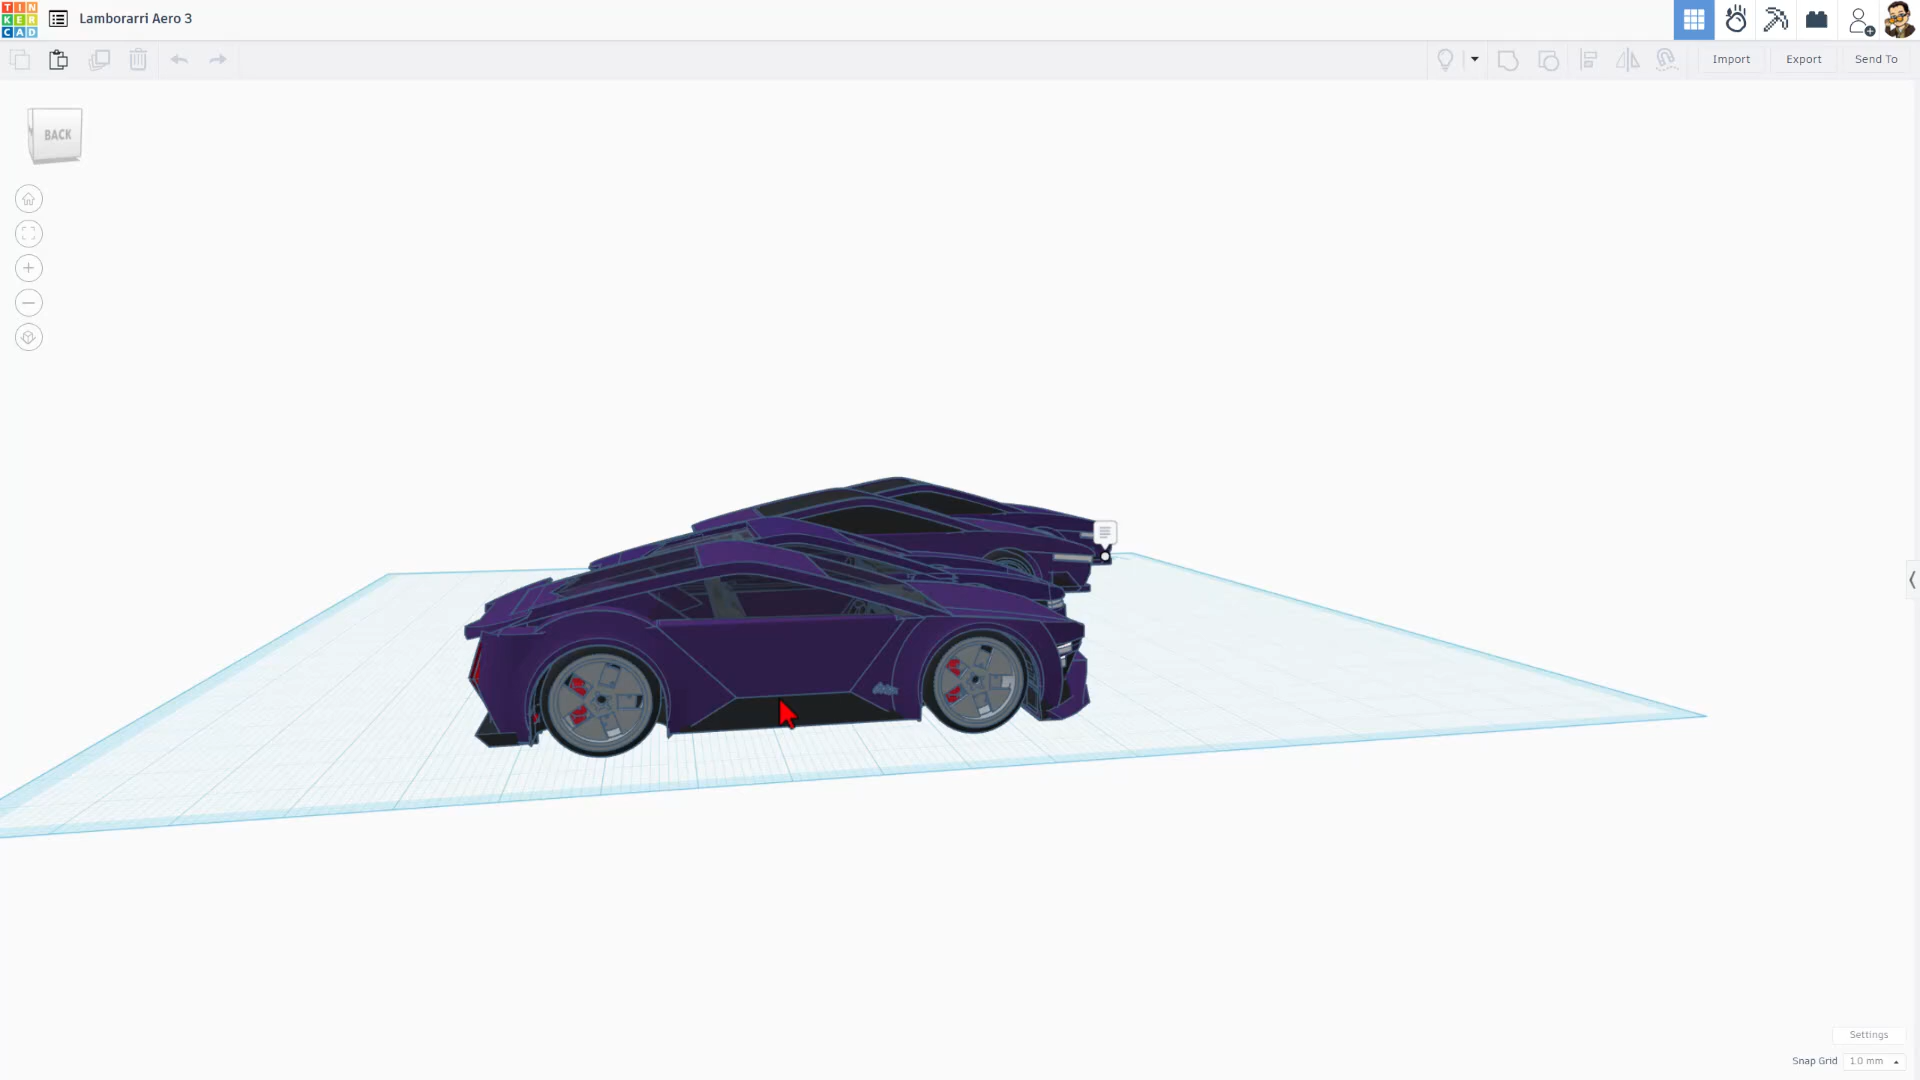 TIN
KER
CAD
Lamborarri Aero 3
Import
Export
Send To
BACK
Settings
Snap Grid
1.0 mm